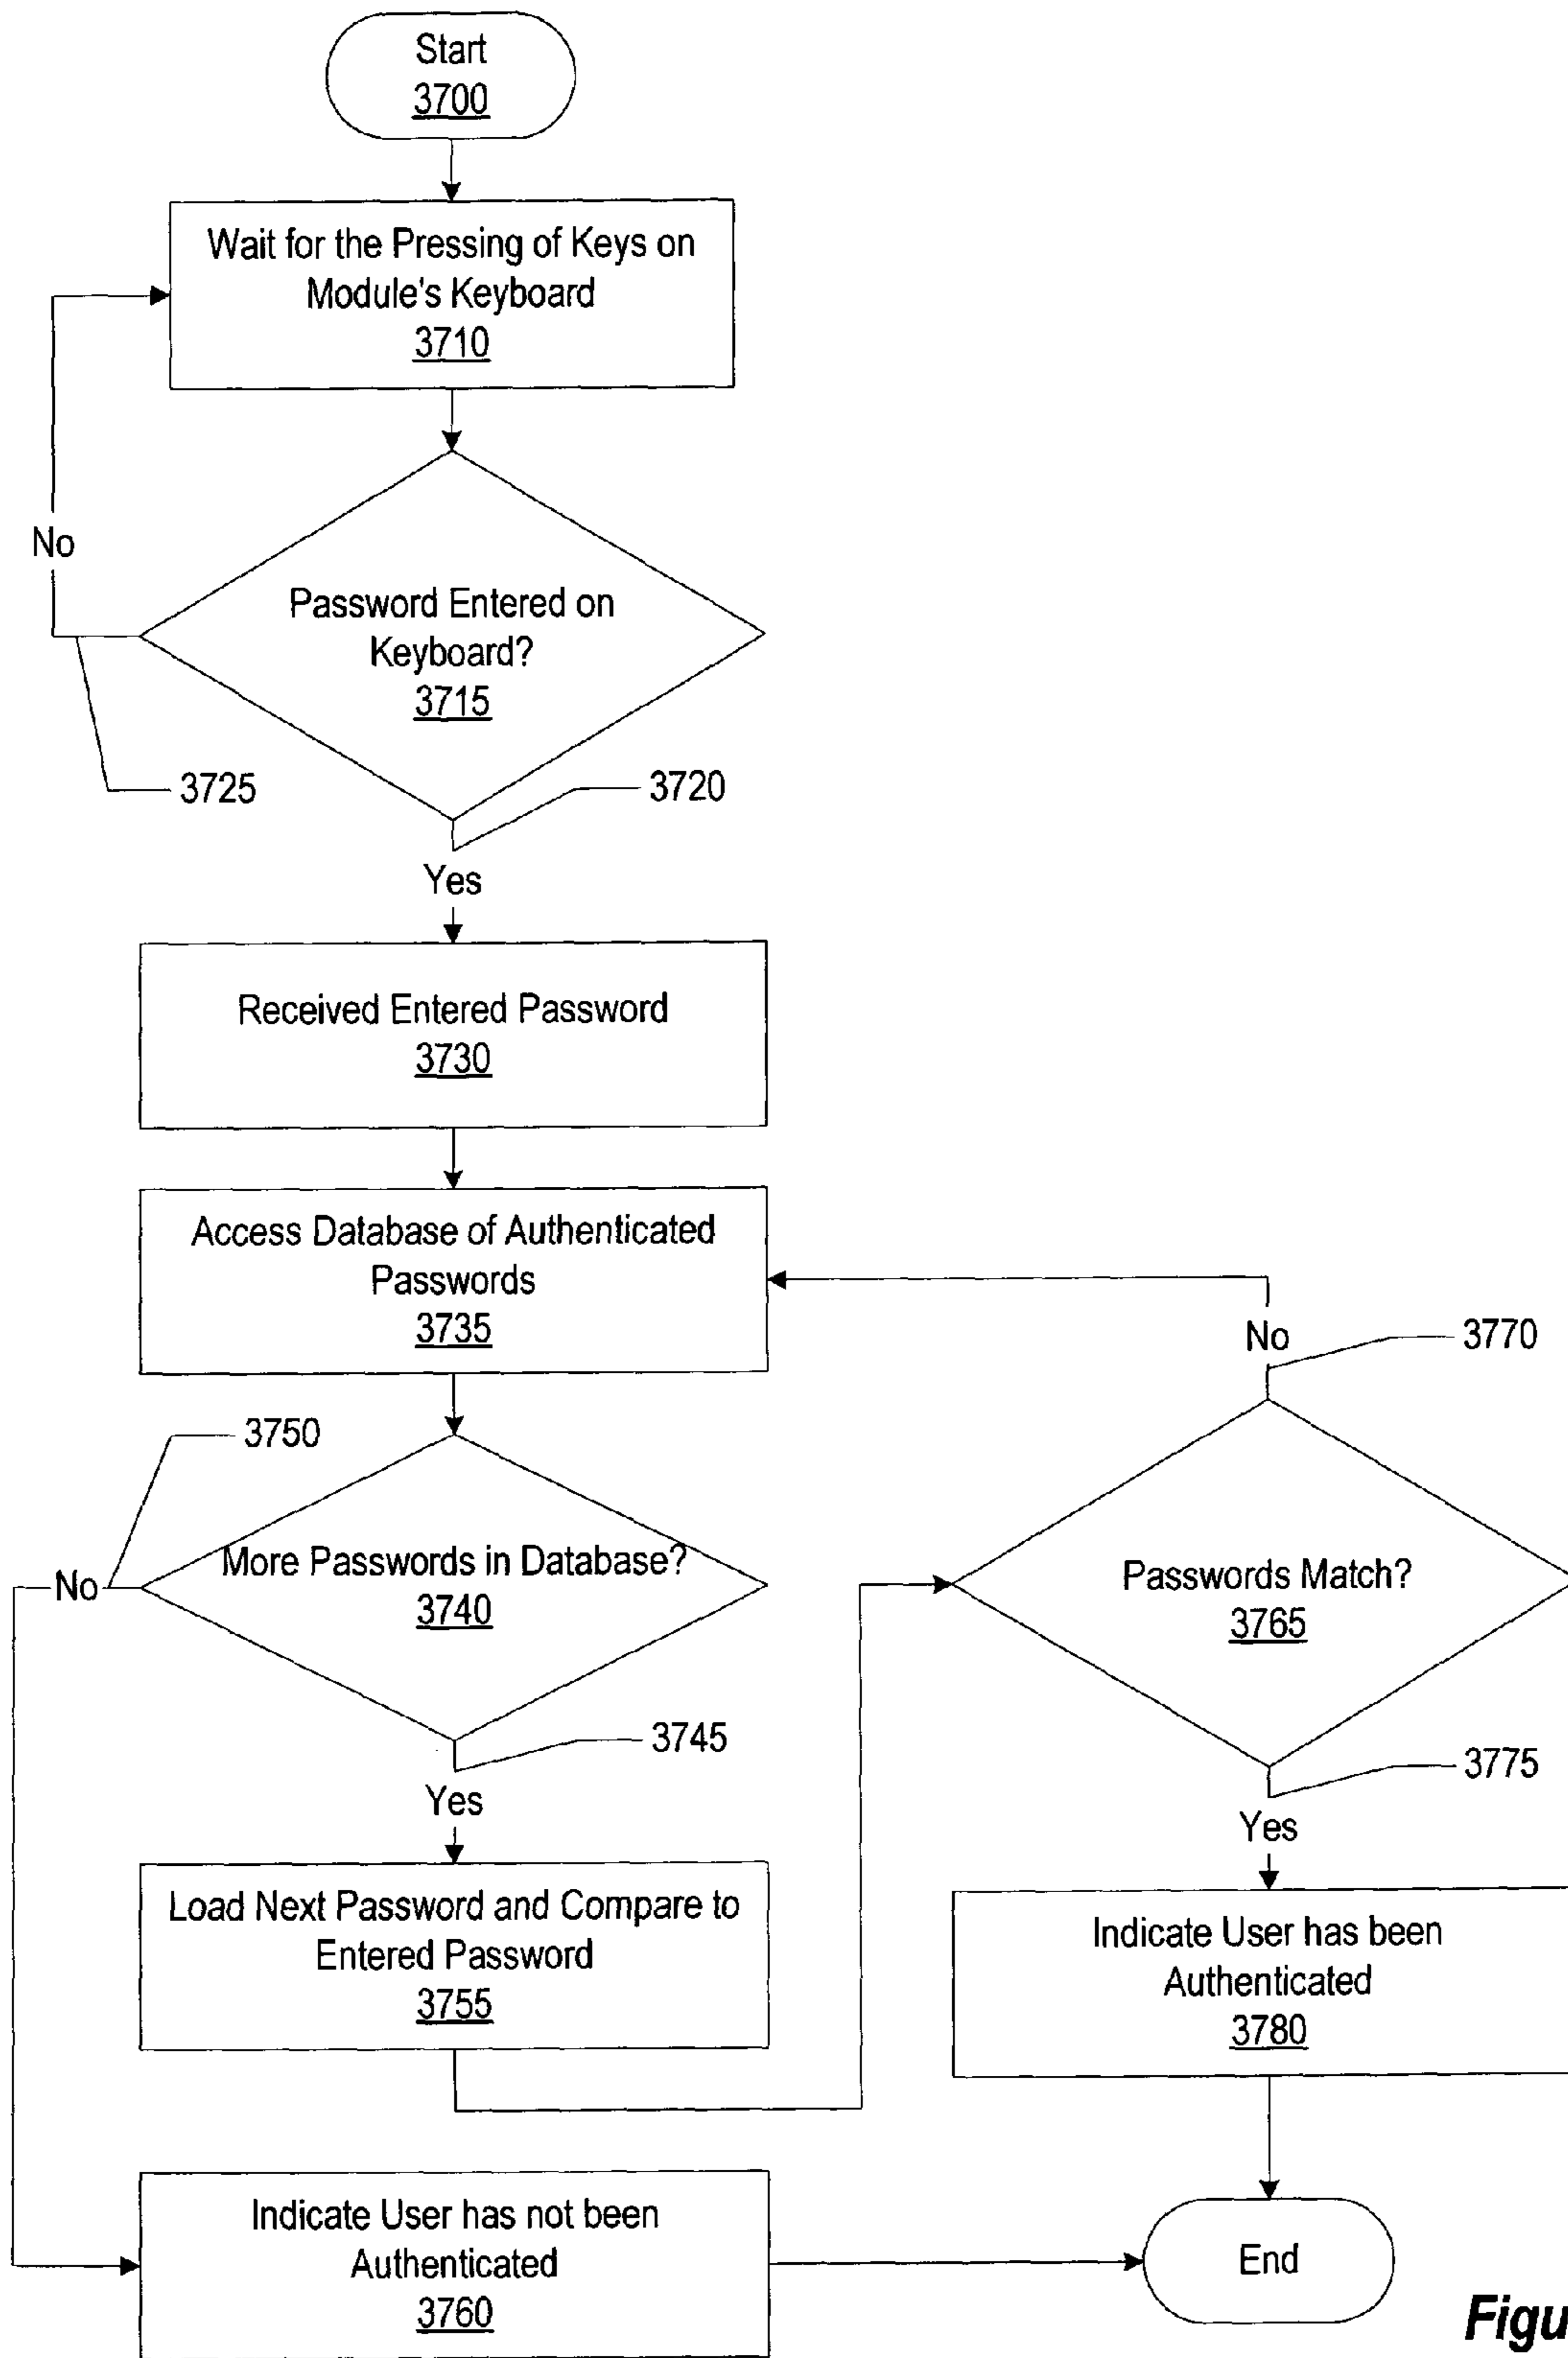 Start
3700
Wait for the Pressing of Keys on
Module's Keyboard
3710
No
Password Entered on
Keyboard?
3715
3725
3720
Yes
Received Entered Password
3730
Access Database of Authenticated
Passwords
3735
No
3770
3750
More Passwords in Database?
3740
No
Passwords Match?
3765
3745
3775
Yes
Yes
Load Next Password and Compare to
Entered Password
3755
Indicate User has been
Authenticated
3780
Indicate User has not been
Authenticated
3760
End
Figu